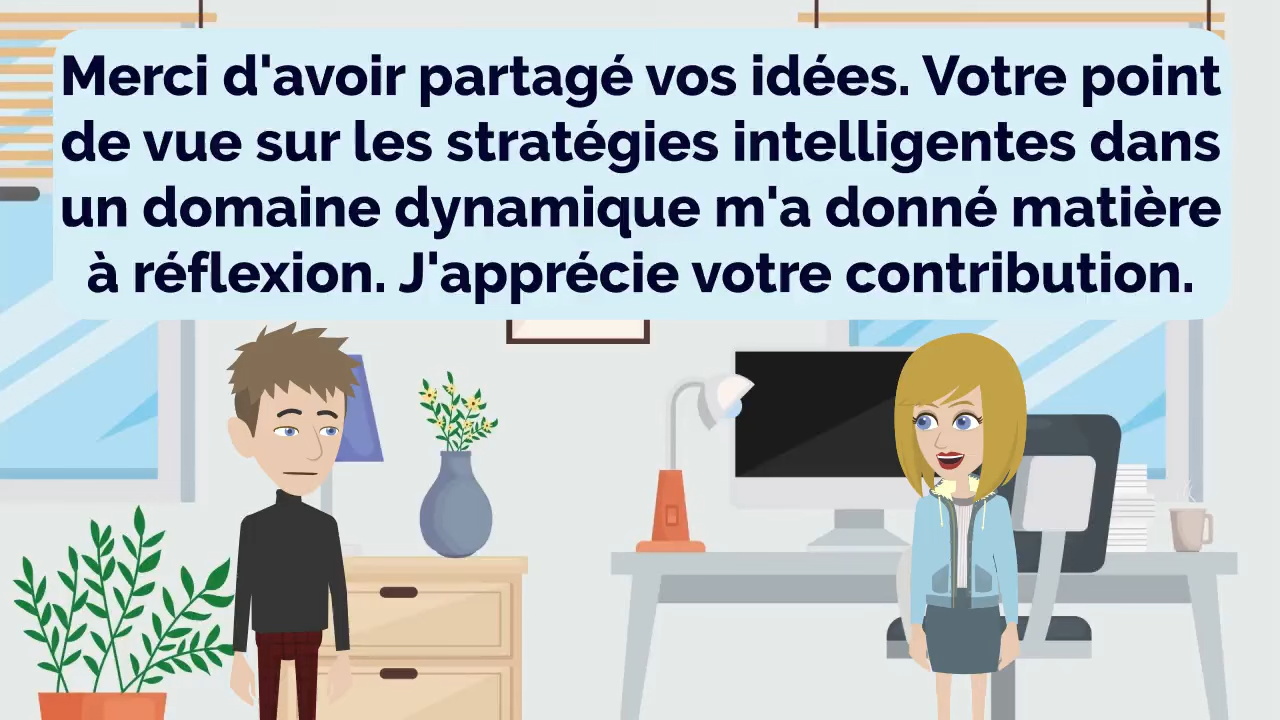 Merci d'avoir partagé vos idées. Votre point
de vue sur les stratégies intelligentes dans
un domaine dynamique m'a donné matière
à réflexion. J'apprécie votre contribution.